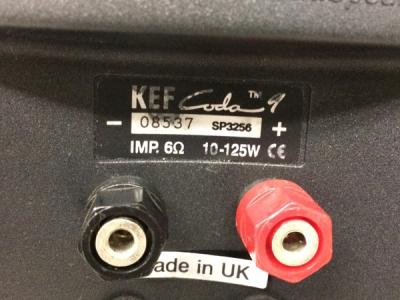 KEF Coda™ 9
- 08537 SP3256 +
IMP. 6Ω 10-125W CE
ade in UK